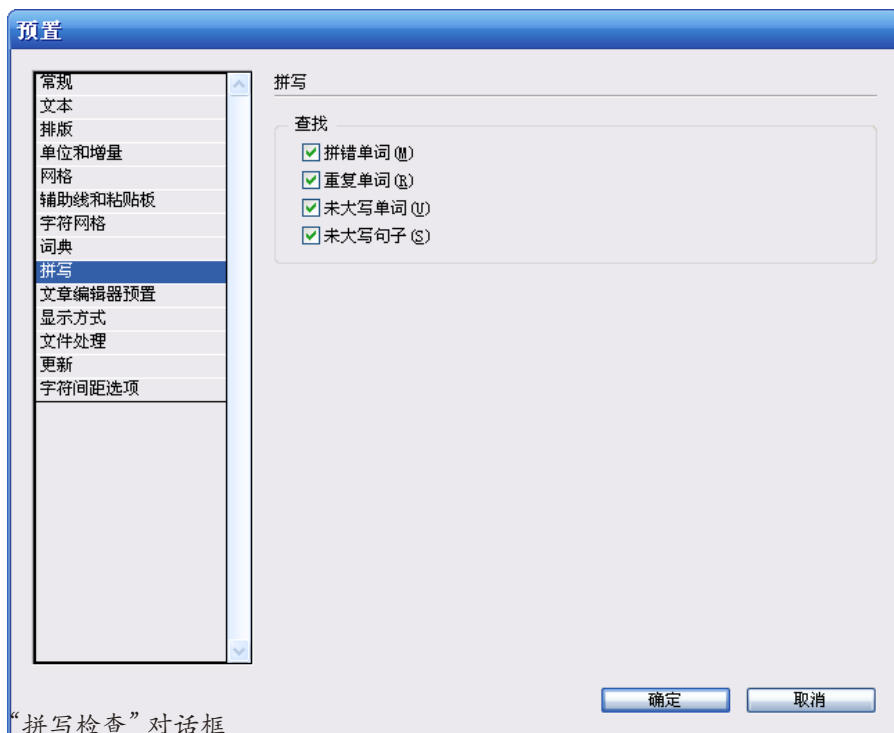 预置
常规
文本
排版
单位和增量
网格
辅助线和粘贴板
字符网格
词典
拼写
文章编辑器预置
显示方式
文件处理
更新
字符间距选项
拼写
查找
拼错单词(M)
重复单词(R)
未大写单词(U)
未大写句子(S)
确定
取消
“拼写检查”对话框